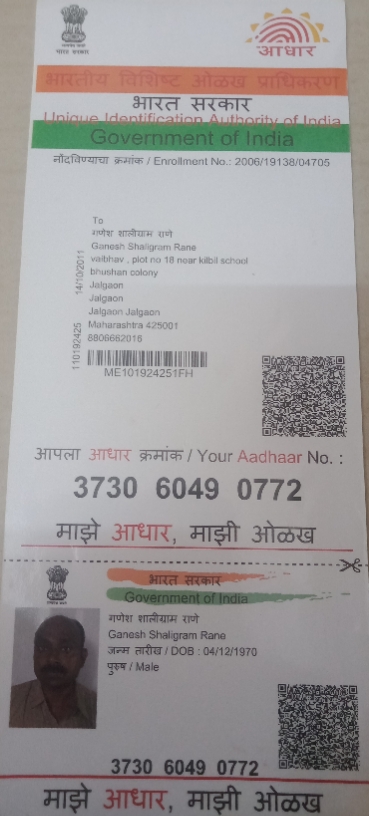 भारत सरकार
आधार
भारतीय विशिष्ट ओळख प्राधिकरण
भारत सरकार
Unique Identification Authority of India
Government of India
नोंदविण्याचा क्रमांक / Enrollment No.: 2006/19138/04705
To
गणेश शालीग्राम राणे
Ganesh Shaligram Rane
vaibhav , plot no 18 near kilbil school
bhushan colony
Jalgaon
Jalgaon
Jalgaon Jalgaon
Maharashtra 425001
8806662016
14/10/2011
110192425
ME101924251FH
आपला आधार क्रमांक / Your Aadhaar No. :
3730 6049 0772
माझे आधार, माझी ओळख
भारत सरकार
Government of India
गणेश शालीग्राम राणे
Ganesh Shaligram Rane
जन्म तारीख / DOB : 04/12/1970
पुरुष / Male
3730 6049 0772
माझे आधार, माझी ओळख